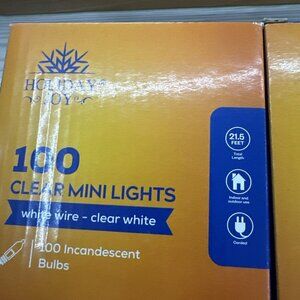 HOLIDAY
JOY
100
CLEAR MINI LIGHTS
white wire - clear white
100 Incandescent
Bulbs
21.5
FEET
Total
Length
Indoor and
outdoor use
Corded